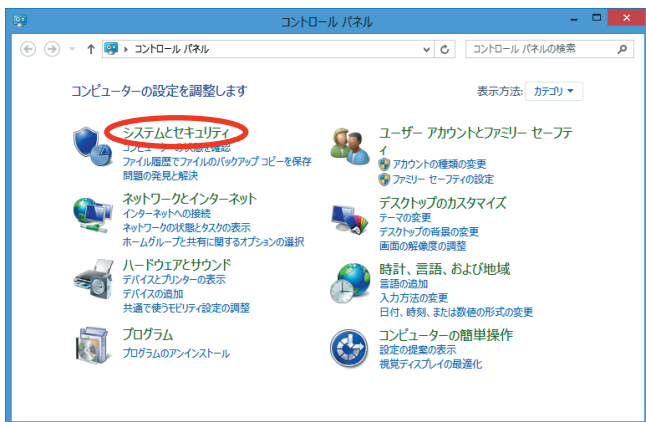 コントロール パネル
コントロール パネル
コントロール パネルの検索
コンピューターの設定を調整します
表示方法: カテゴリ
システムとセキュリティ
コンピューターの状態を確認
ファイル履歴でファイルのバックアップ コピーを保存
問題の発見と解決
ネットワークとインターネット
インターネットへの接続
ネットワークの状態とタスクの表示
ホームグループと共有に関するオプションの選択
ハードウェアとサウンド
デバイスとプリンターの表示
デバイスの追加
共通で使うモビリティ設定の調整
プログラム
プログラムのアンインストール
ユーザー アカウントとファミリー セーフテ
ィ
アカウントの種類の変更
ファミリー セーフティの設定
デスクトップのカスタマイズ
テーマの変更
デスクトップの背景の変更
画面の解像度の調整
時計、言語、および地域
言語の追加
入力方法の変更
日付、時刻、または数値の形式の変更
コンピューターの簡単操作
設定の提案の表示
視覚ディスプレイの最適化